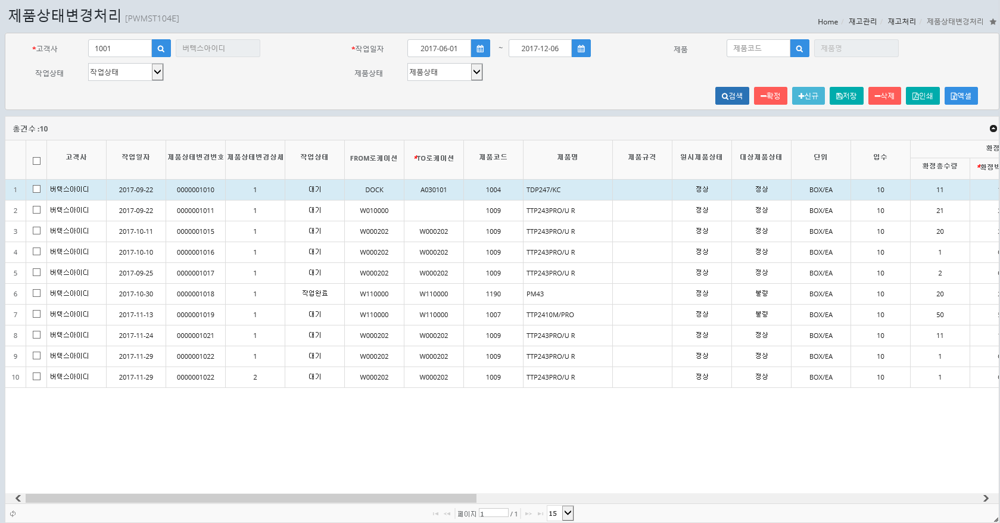 제품상태변경처리 [PWMST104E]
Home / 재고관리 / 재고처리 / 제품상태변경처리
*고객사 1001 버텍스아이디 *작업일자 2017-06-01 ~ 2017-12-06 제품 제품코드 제품명
작업상태 작업상태 제품상태 제품상태
검색 확정 신규 저장 삭제 인쇄 엑셀
총건수 :10
고객사 작업일자 제품상태변경번호 제품상태변경상세 작업상태 FROM로케이션 *TO로케이션 제품코드 제품명 제품규격 일시제품상태 대상제품상태 단위 입수 확정
확정총수량 *확정
1 버텍스아이디 2017-09-22 0000001010 1 대기 DOCK A030101 1004 TDP247/KC 정상 정상 BOX/EA 10 11
2 버텍스아이디 2017-09-22 0000001011 1 대기 W010000 1009 TTP243PRO/U R 정상 정상 BOX/EA 10 21
3 버텍스아이디 2017-10-11 0000001015 1 대기 W000202 W000202 1009 TTP243PRO/U R 정상 정상 BOX/EA 10 20
4 버텍스아이디 2017-10-10 0000001016 1 대기 W000202 W000202 1009 TTP243PRO/U R 정상 정상 BOX/EA 10 1
5 버텍스아이디 2017-09-25 0000001017 1 대기 W000202 W000202 1009 TTP243PRO/U R 정상 정상 BOX/EA 10 2
6 버텍스아이디 2017-10-30 0000001018 1 작업완료 W110000 W110000 1190 PM43 정상 불량 BOX/EA 10 20
7 버텍스아이디 2017-11-13 0000001019 1 대기 W110000 W110000 1007 TTP2410M/PRO 정상 불량 BOX/EA 10 50
8 버텍스아이디 2017-11-24 0000001021 1 대기 W000202 W000202 1009 TTP243PRO/U R 정상 정상 BOX/EA 10 11
9 버텍스아이디 2017-11-29 0000001022 1 대기 W000202 W000202 1009 TTP243PRO/U R 정상 정상 BOX/EA 10 1
10 버텍스아이디 2017-11-29 0000001022 2 대기 W000202 W000202 1009 TTP243PRO/U R 정상 정상 BOX/EA 10 1
페이지 1 / 1 15